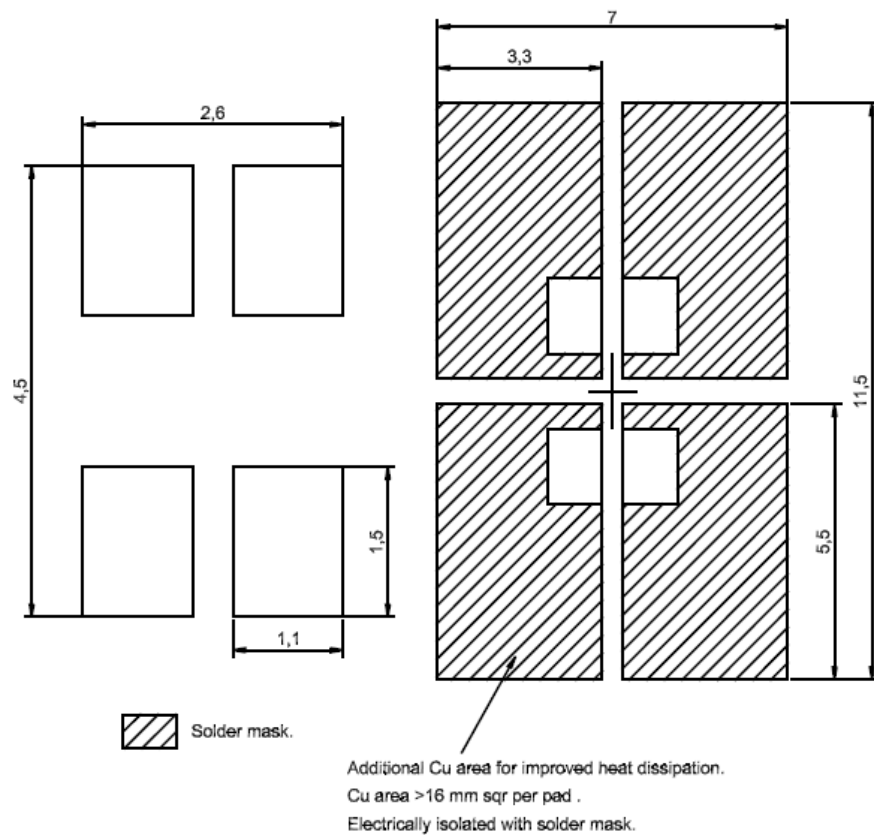 7
3,3
2,6
4,5
11,5
1,5
5,5
1,1
Solder mask.
Additional Cu area for improved heat dissipation.
Cu area >16 mm sqr per pad .
Electrically isolated with solder mask.